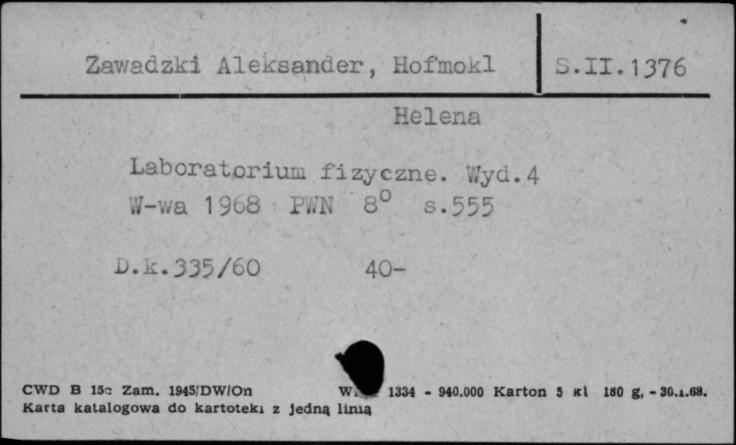 Zawadzki Aleksander, Hofmokl S.II.1376
Helena
Laboratorium fizyczne. Wyd.4
W-wa 1968 PWN 8° s.555
D.k.335/60 40-
CWD B 15c Zam. 1945/DW/On 1334 - 940.000 Karton 5 kl 180 g, - 30.1.68.
Karta katalogowa do kartoteki z jedną linią